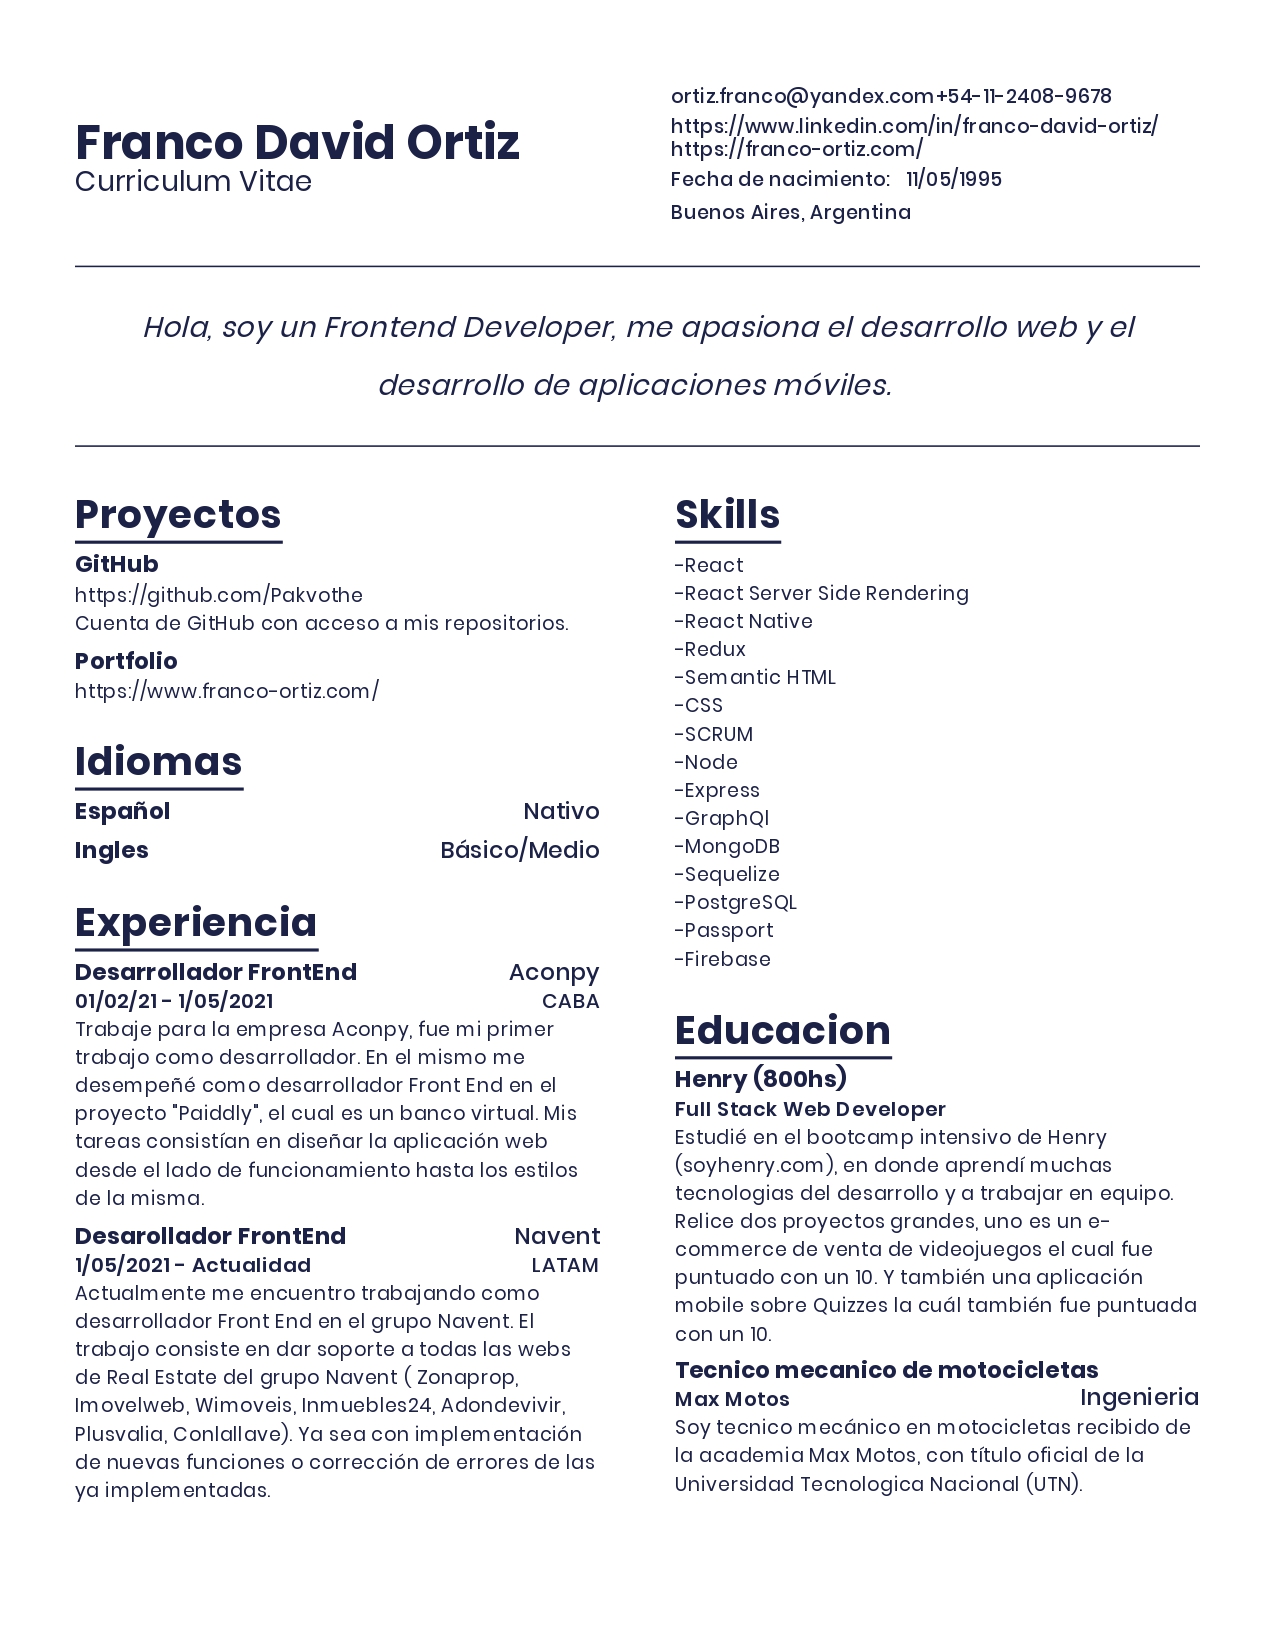 Franco David Ortiz
Curriculum Vitae
ortiz.franco@yandex.com+54-11-2408-9678
https://www.linkedin.com/in/franco-david-ortiz/
https://franco-ortiz.com/
Fecha de nacimiento: 11/05/1995
Buenos Aires, Argentina
Hola, soy un Frontend Developer, me apasiona el desarrollo web y el
desarrollo de aplicaciones móviles.
Proyectos
GitHub
https://github.com/Pakvothe
Cuenta de GitHub con acceso a mis repositorios.
Portfolio
https://www.franco-ortiz.com/
Idiomas
Español Nativo
Ingles Básico/Medio
Experiencia
Desarrollador FrontEnd Aconpy
01/02/21 - 1/05/2021 CABA
Trabaje para la empresa Aconpy, fue mi primer
trabajo como desarrollador. En el mismo me
desempeñé como desarrollador Front End en el
proyecto "Paiddly", el cual es un banco virtual. Mis
tareas consistían en diseñar la aplicación web
desde el lado de funcionamiento hasta los estilos
de la misma.
Desarollador FrontEnd Navent
1/05/2021 - Actualidad LATAM
Actualmente me encuentro trabajando como
desarrollador Front End en el grupo Navent. El
trabajo consiste en dar soporte a todas las webs
de Real Estate del grupo Navent ( Zonaprop,
Imovelweb, Wimoveis, Inmuebles24, Adondevivir,
Plusvalia, Conlallave). Ya sea con implementación
de nuevas funciones o corrección de errores de las
ya implementadas.
Skills
-React
-React Server Side Rendering
-React Native
-Redux
-Semantic HTML
-CSS
-SCRUM
-Node
-Express
-GraphQl
-MongoDB
-Sequelize
-PostgreSQL
-Passport
-Firebase
Educacion
Henry (800hs)
Full Stack Web Developer
Estudié en el bootcamp intensivo de Henry
(soyhenry.com), en donde aprendí muchas
tecnologias del desarrollo y a trabajar en equipo.
Relice dos proyectos grandes, uno es un e-
commerce de venta de videojuegos el cual fue
puntuado con un 10. Y también una aplicación
mobile sobre Quizzes la cuál también fue puntuada
con un 10.
Tecnico mecanico de motocicletas
Max Motos Ingenieria
Soy tecnico mecánico en motocicletas recibido de
la academia Max Motos, con título oficial de la
Universidad Tecnologica Nacional (UTN).